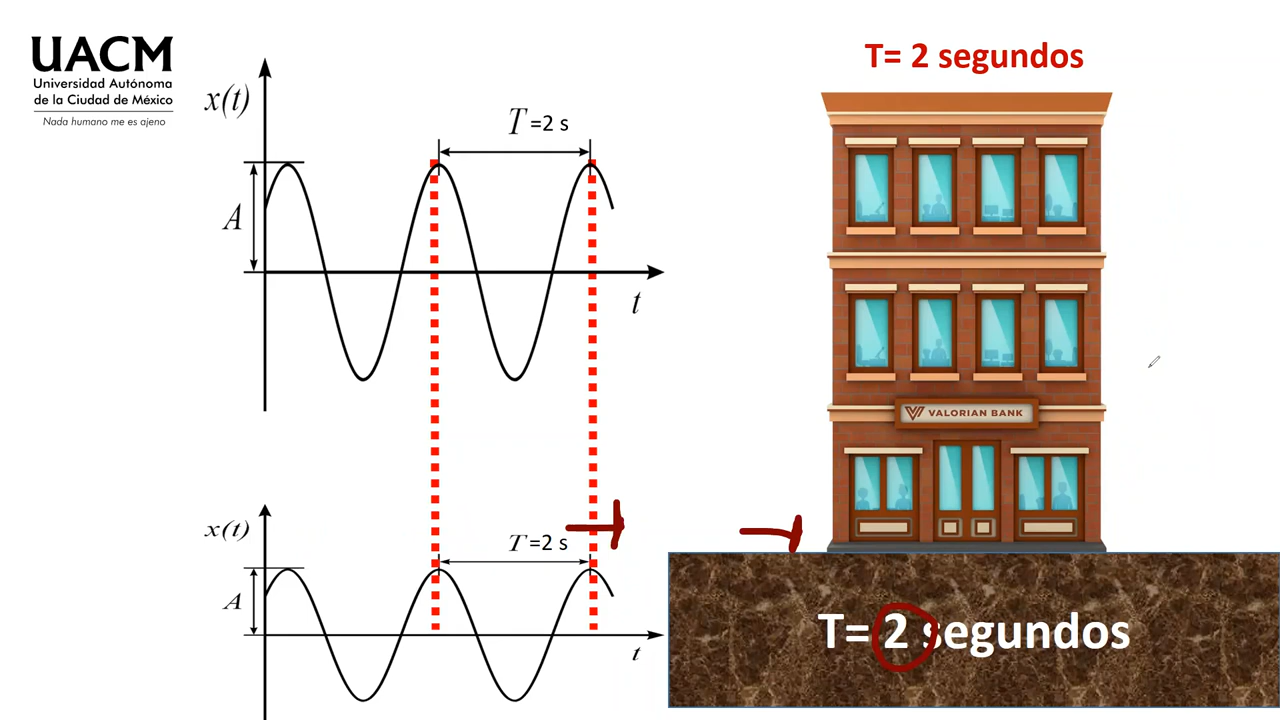 UACM
Universidad Autónoma
de la Ciudad de México
Nada humano me es ajeno
x(t)
T =2 s
A
t
x(t)
T =2 s
A
t
T= 2 segundos
VALORIAN BANK
T= 2 segundos